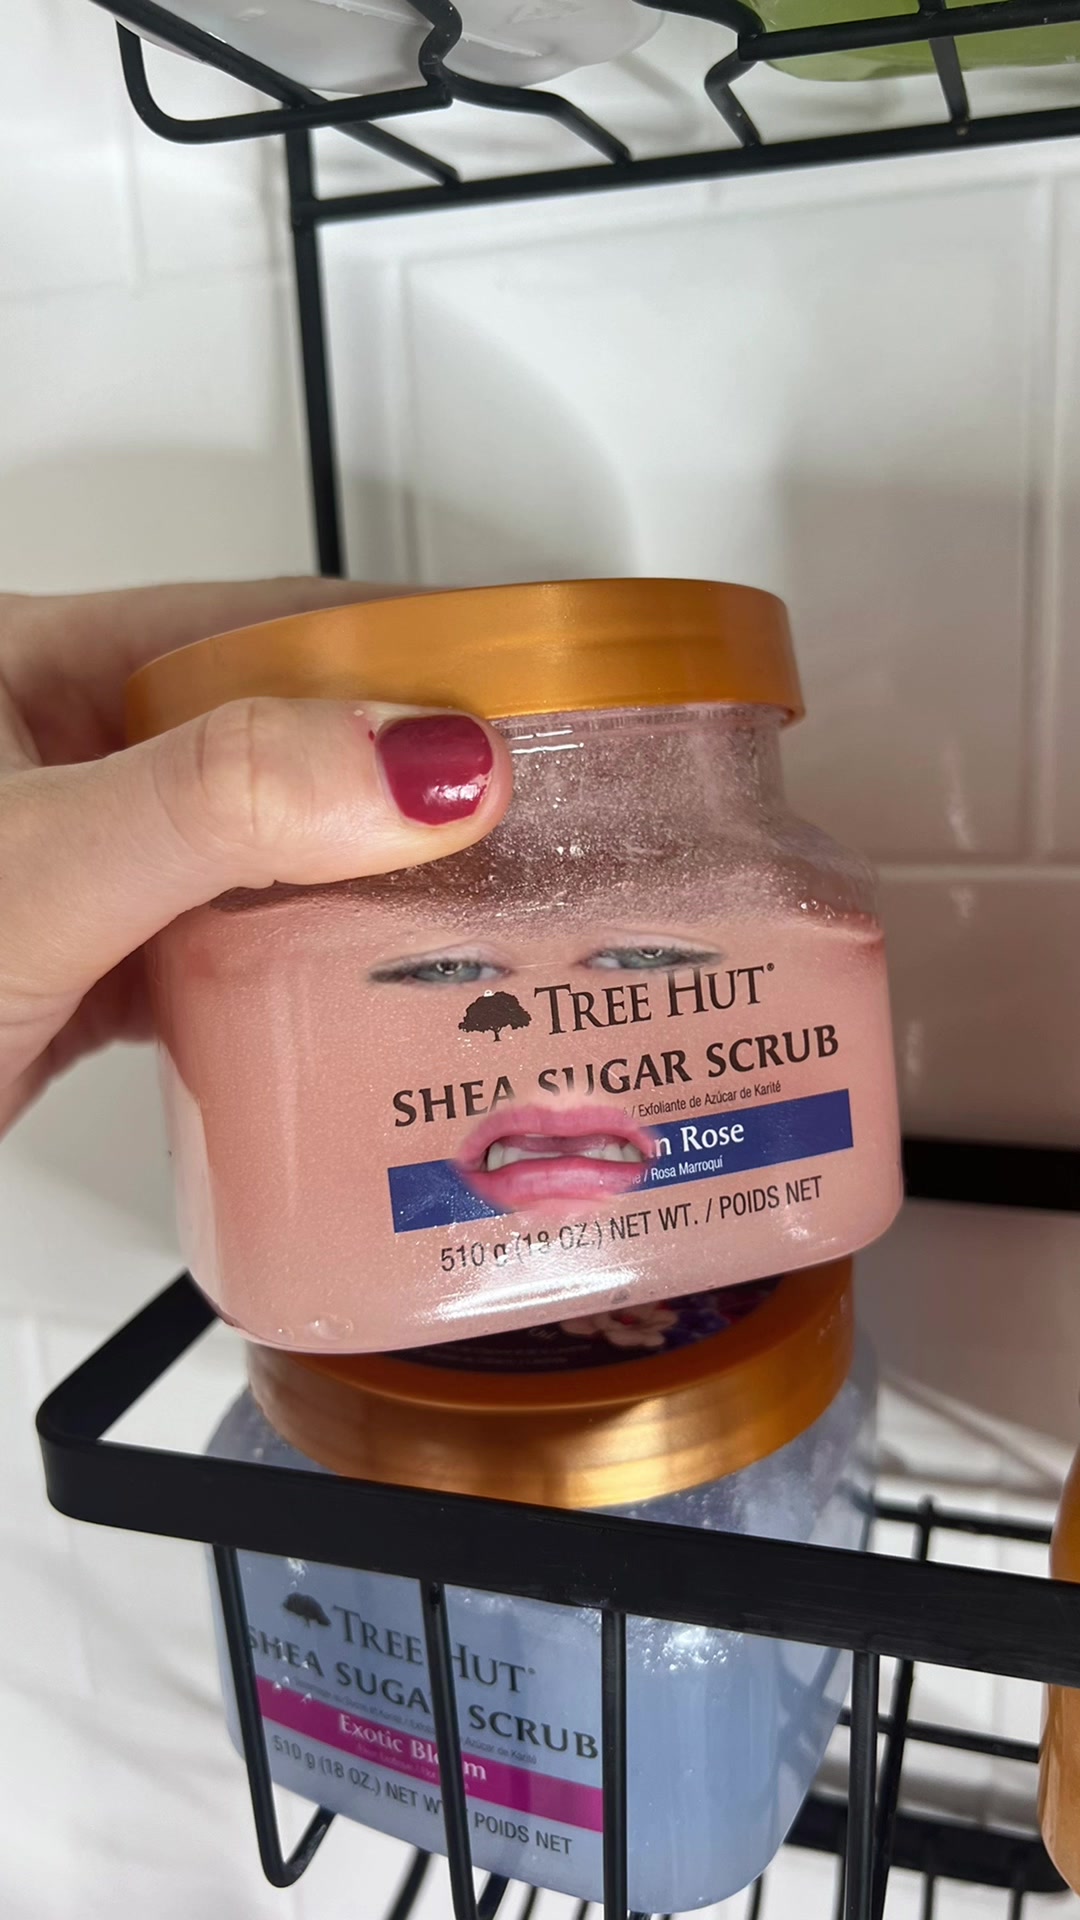 TREE HUT®
SHEA SUGAR SCRUB
/ Exfoliante de Azúcar de Karité
n Rose
/ Rosa Marroquí
510 g (18 OZ.) NET WT. / POIDS NET
TREE HUT®
SHEA SUGA SCRUB
Azúcar de Karité
Exotic Bl m
510 g (18 OZ.) NET W POIDS NET